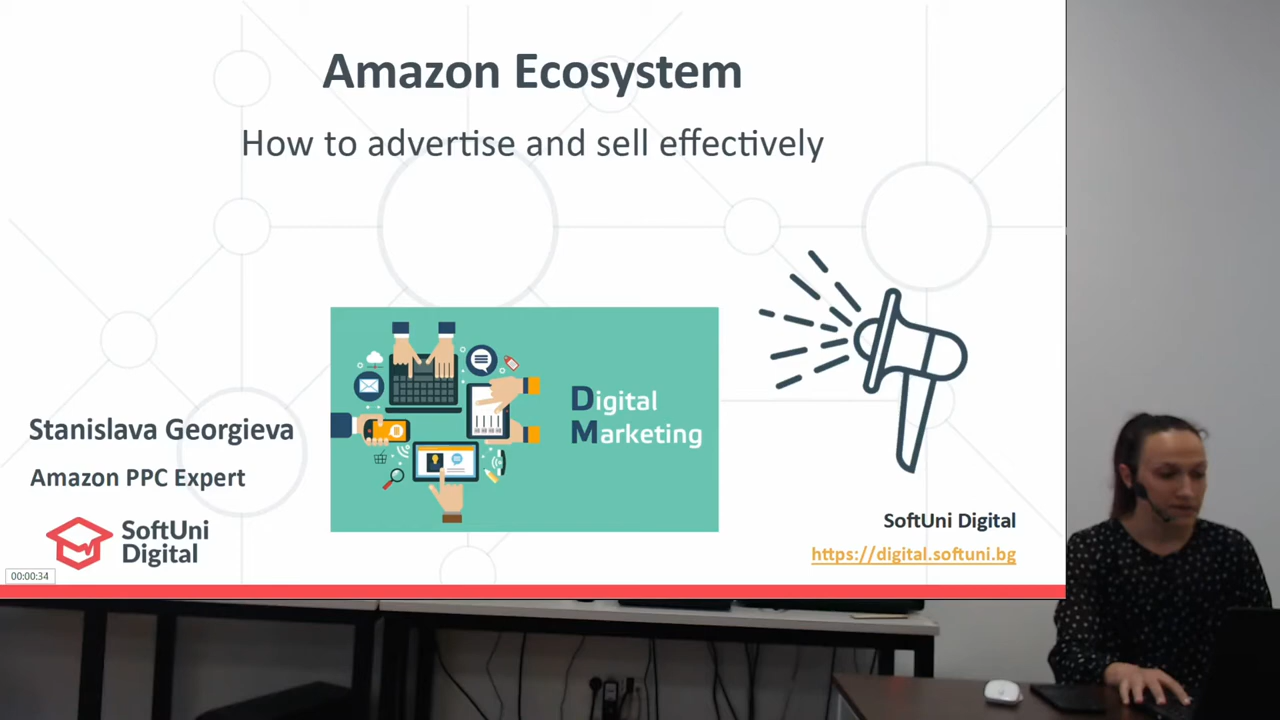 Amazon Ecosystem
How to advertise and sell effectively
Digital
Marketing
Stanislava Georgieva
Amazon PPC Expert
SoftUni
Digital
SoftUni Digital
https://digital.softuni.bg
00:00:34